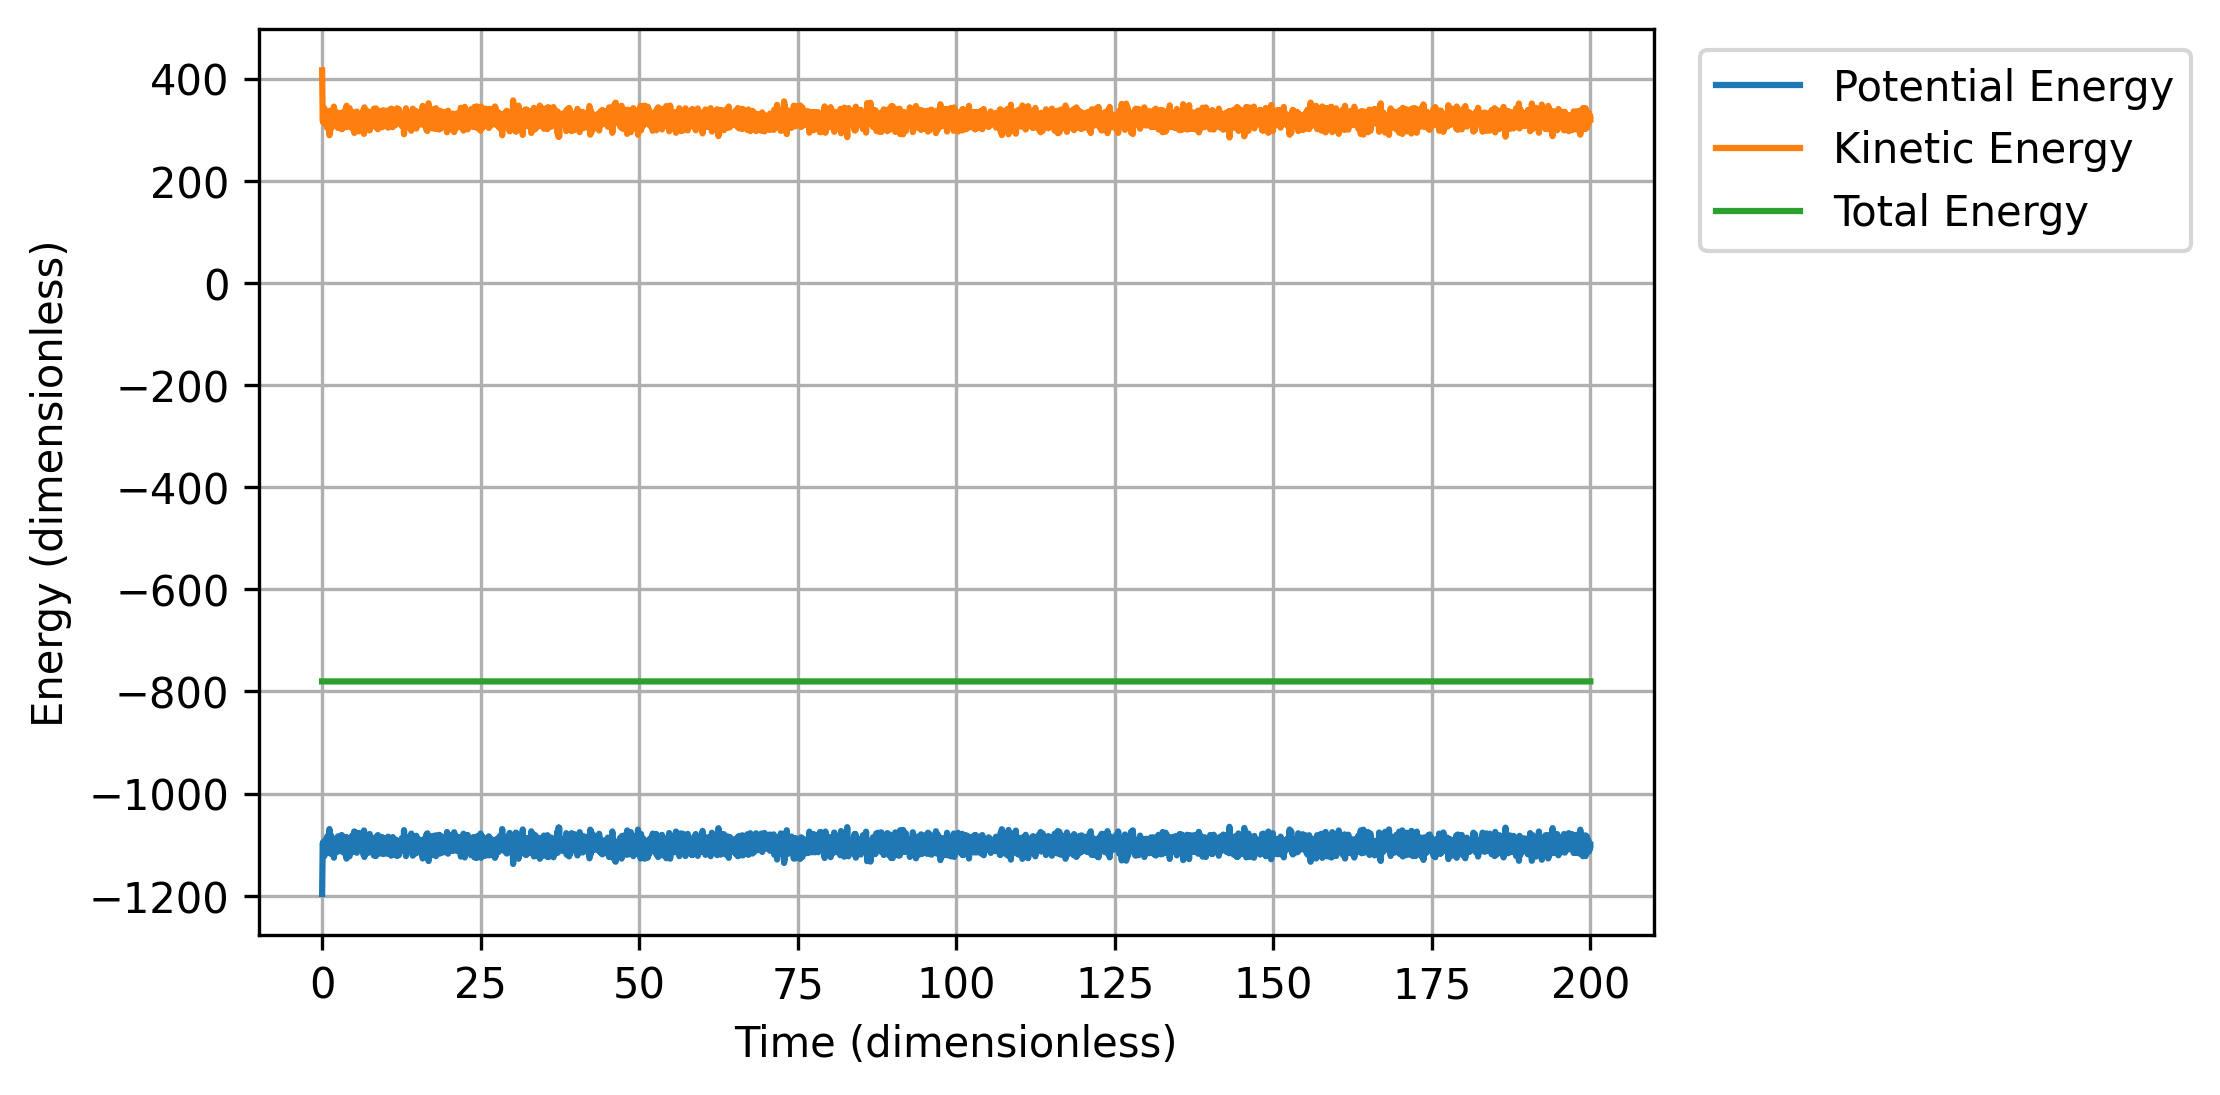 Potential Energy
Kinetic Energy
Total Energy
Energy (dimensionless)
400
200
0
−200
−400
−600
−800
−1000
−1200
0 25 50 75 100 125 150 175 200
Time (dimensionless)